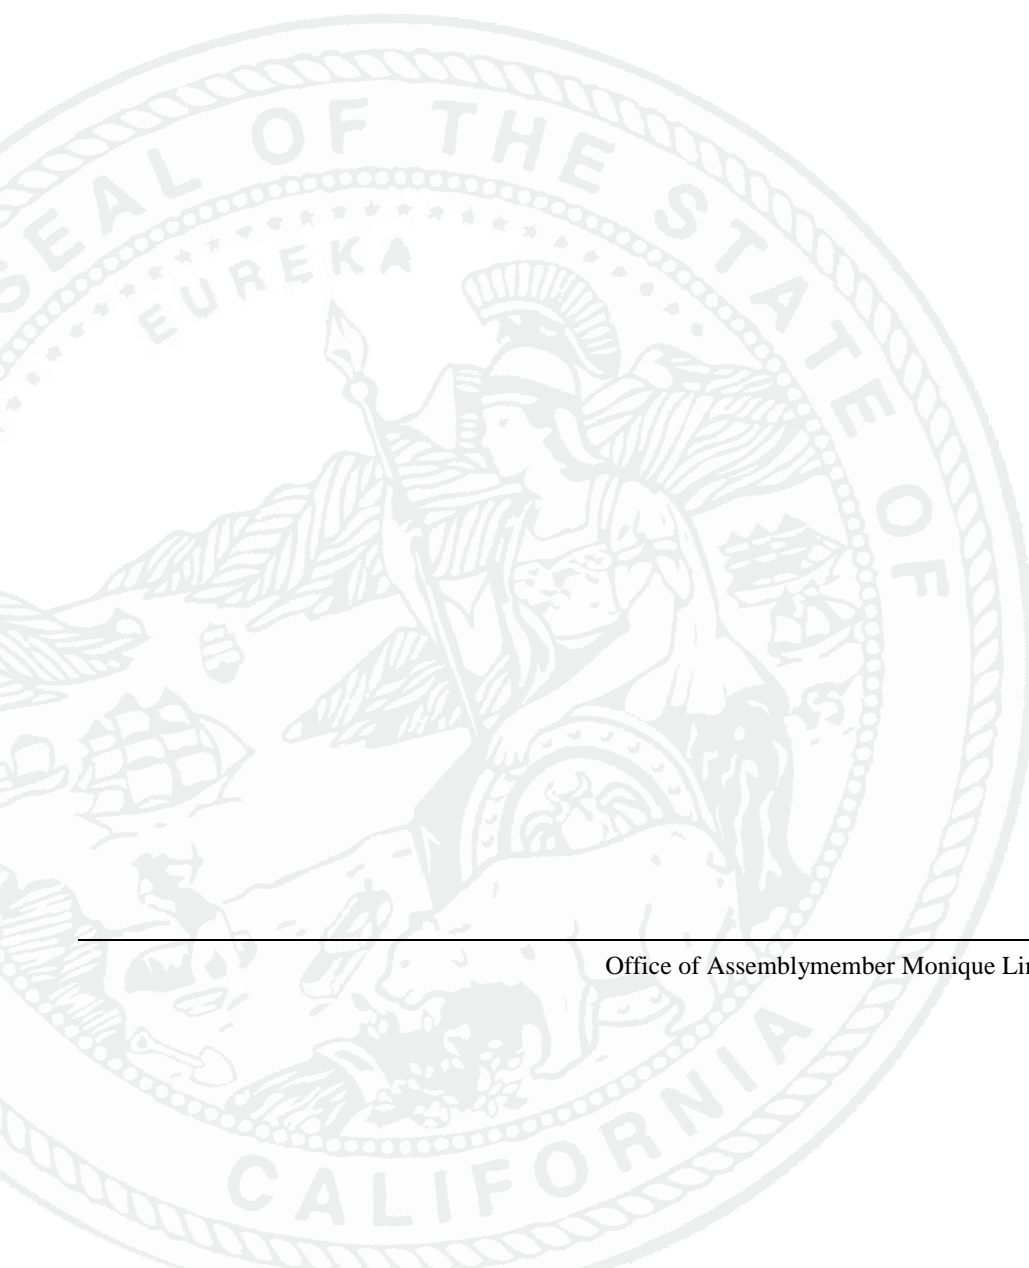 SEAL OF THE STATE OF
EUREKA
Office of Assemblymember Monique
CALIFORNIA